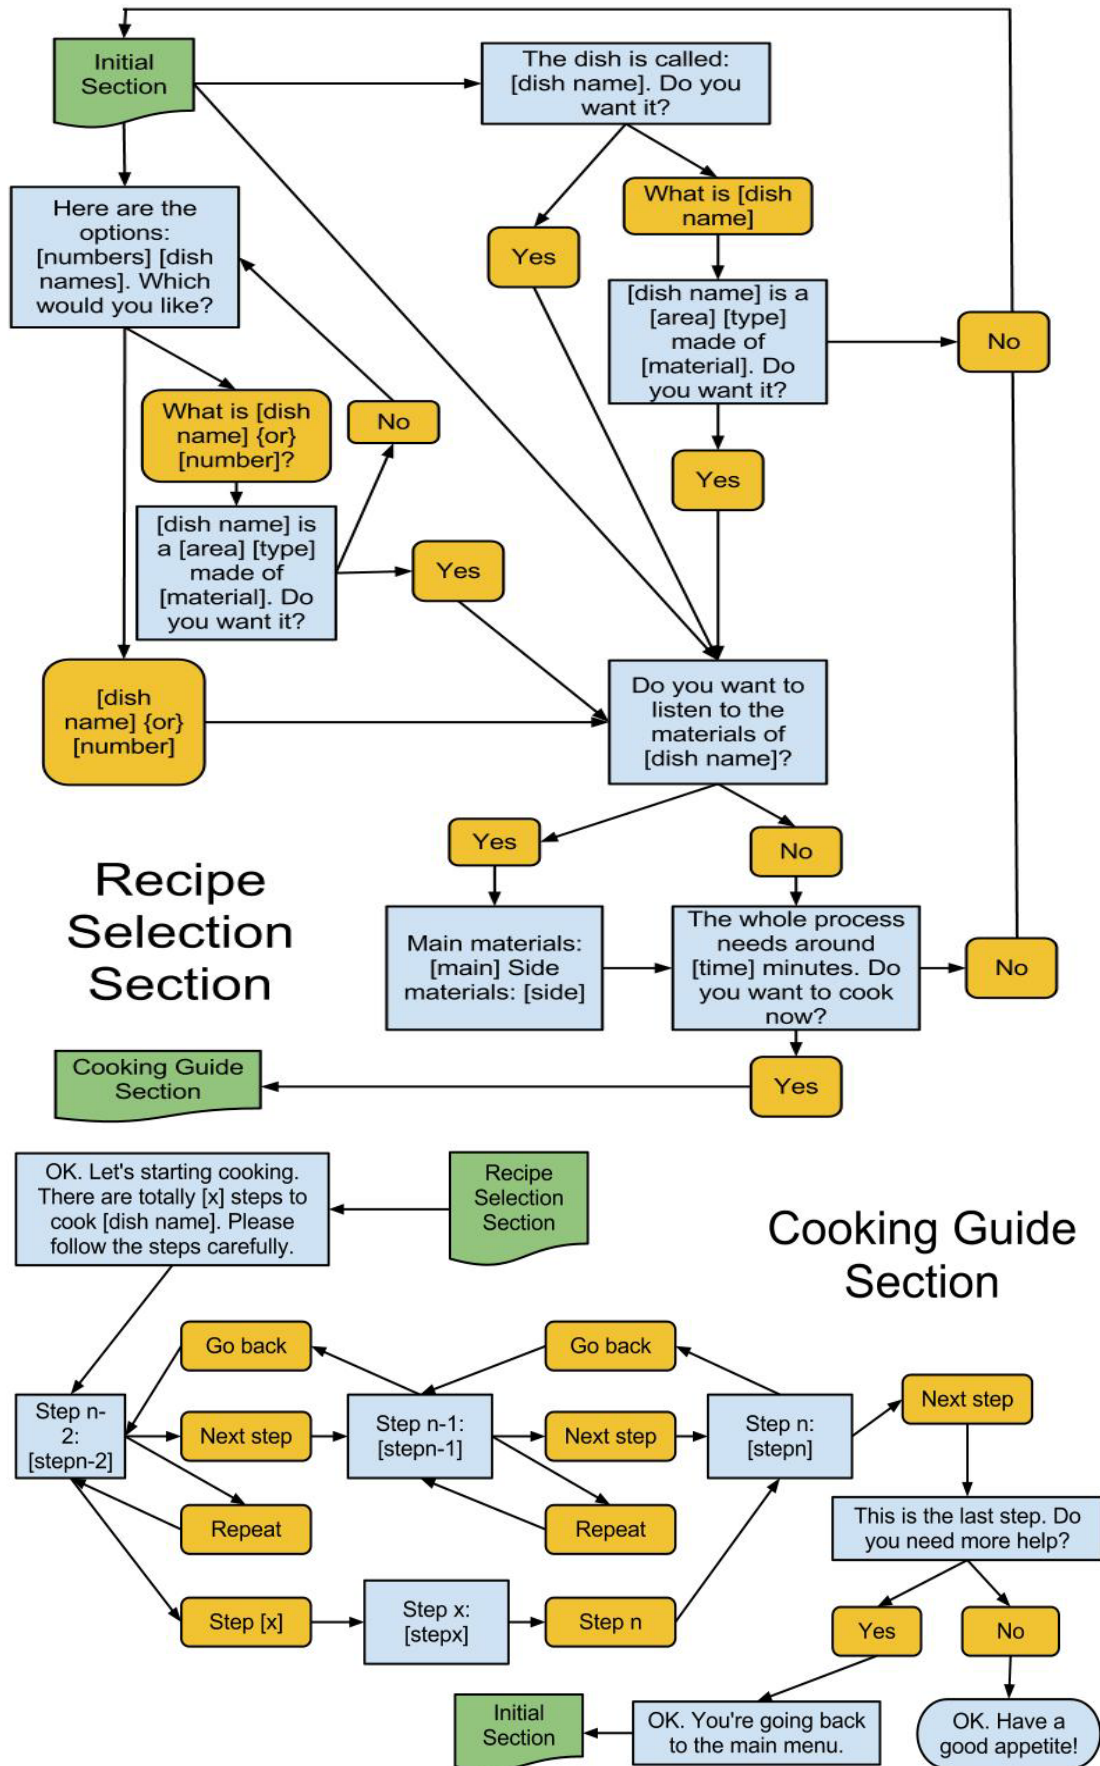 Initial
Section
The dish is called:
[dish name]. Do you
want it?
Here are the
options:
[numbers] [dish
names]. Which
would you like?
What is [dish
name]
Yes
[dish name] is a
[area] [type]
made of
[material]. Do
you want it?
No
What is [dish
name] {or}
[number]?
No
Yes
[dish name] is
a [area] [type]
made of
[material]. Do
you want it?
Yes
[dish
name] {or}
[number]
Do you want to
listen to the
materials of
[dish name]?
Yes
No
Recipe
Selection
Section
Main materials:
[main] Side
materials: [side]
The whole process
needs around
[time] minutes. Do
you want to cook
now?
No
Cooking Guide
Section
Yes
OK. Let's starting cooking.
There are totally [x] steps to
cook [dish name]. Please
follow the steps carefully.
Recipe
Selection
Section
Cooking Guide
Section
Go back
Go back
Step n-
2:
[stepn-2]
Next step
Step n-1:
[stepn-1]
Next step
Step n:
[stepn]
Next step
Repeat
Repeat
This is the last step. Do
you need more help?
Step [x]
Step x:
[stepx]
Step n
Yes
No
Initial
Section
OK. You're going back
to the main menu.
OK. Have a
good appetite!